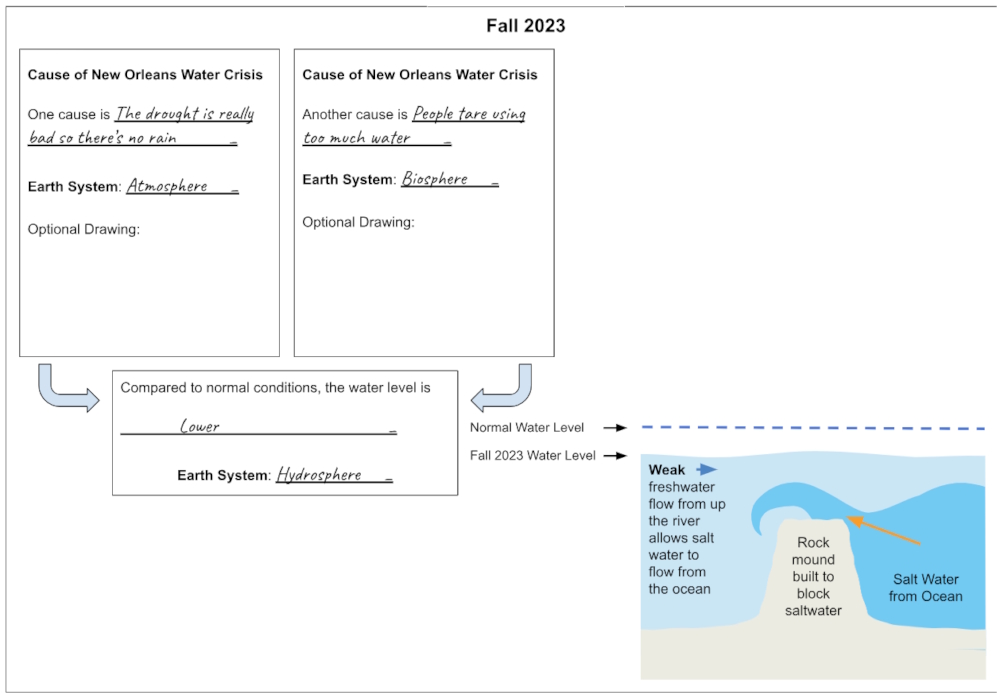 Fall 2023
Cause of New Orleans Water Crisis
One cause is The drought is really
bad so there's no rain
Earth System: Atmosphere
Optional Drawing:
Cause of New Orleans Water Crisis
Another cause is People tare using
too much water
Earth System: Biosphere
Optional Drawing:
Compared to normal conditions, the water level is
Lower
Earth System: Hydrosphere
Normal Water Level
Fall 2023 Water Level
Weak
freshwater
flow from up
the river
allows salt
water to
flow from
the ocean
Rock
mound
built to
block
saltwater
Salt Water
from Ocean